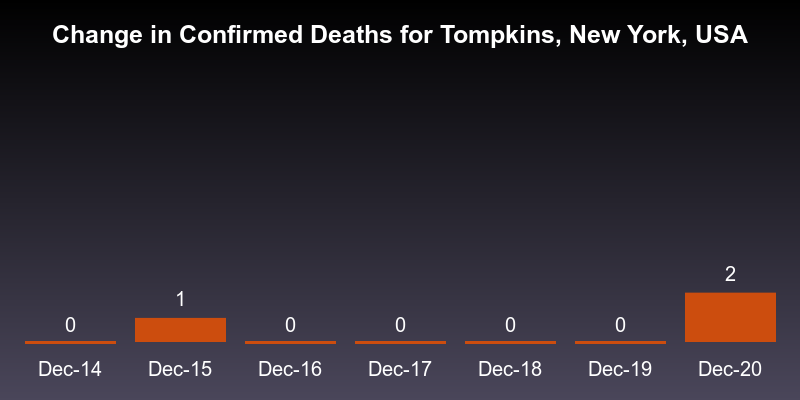 Change in Confirmed Deaths for Tompkins, New York, USA
2
1
0 0 0 0 0
Dec-14 Dec-15 Dec-16 Dec-17 Dec-18 Dec-19 Dec-20